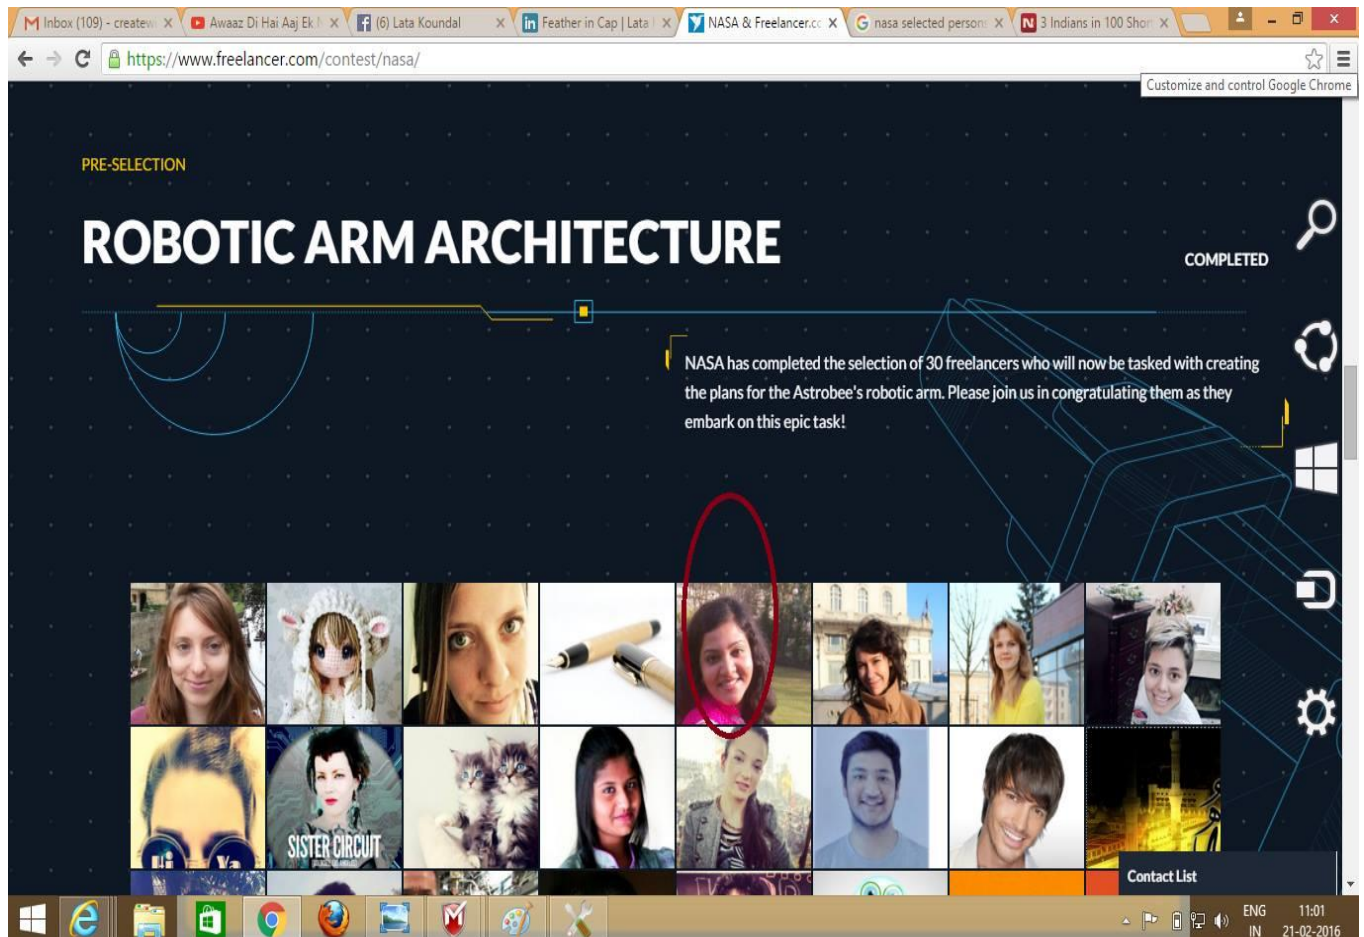 Inbox (109) - createw
Awaaz Di Hai Aaj Ek
(6) Lata Koundal
Feather in Cap | Lata
NASA & Freelancer.co
nasa selected person
3 Indians in 100 Shor
https://www.freelancer.com/contest/nasa/
Customize and control Google Chrome
PRE-SELECTION
ROBOTIC ARM ARCHITECTURE
COMPLETED
NASA has completed the selection of 30 freelancers who will now be tasked with creating
the plans for the Astrobee's robotic arm. Please join us in congratulating them as they
embark on this epic task!
SISTER CIRCUIT
Hi Ya
Contact List
ENG 11:01
IN 21-02-2016